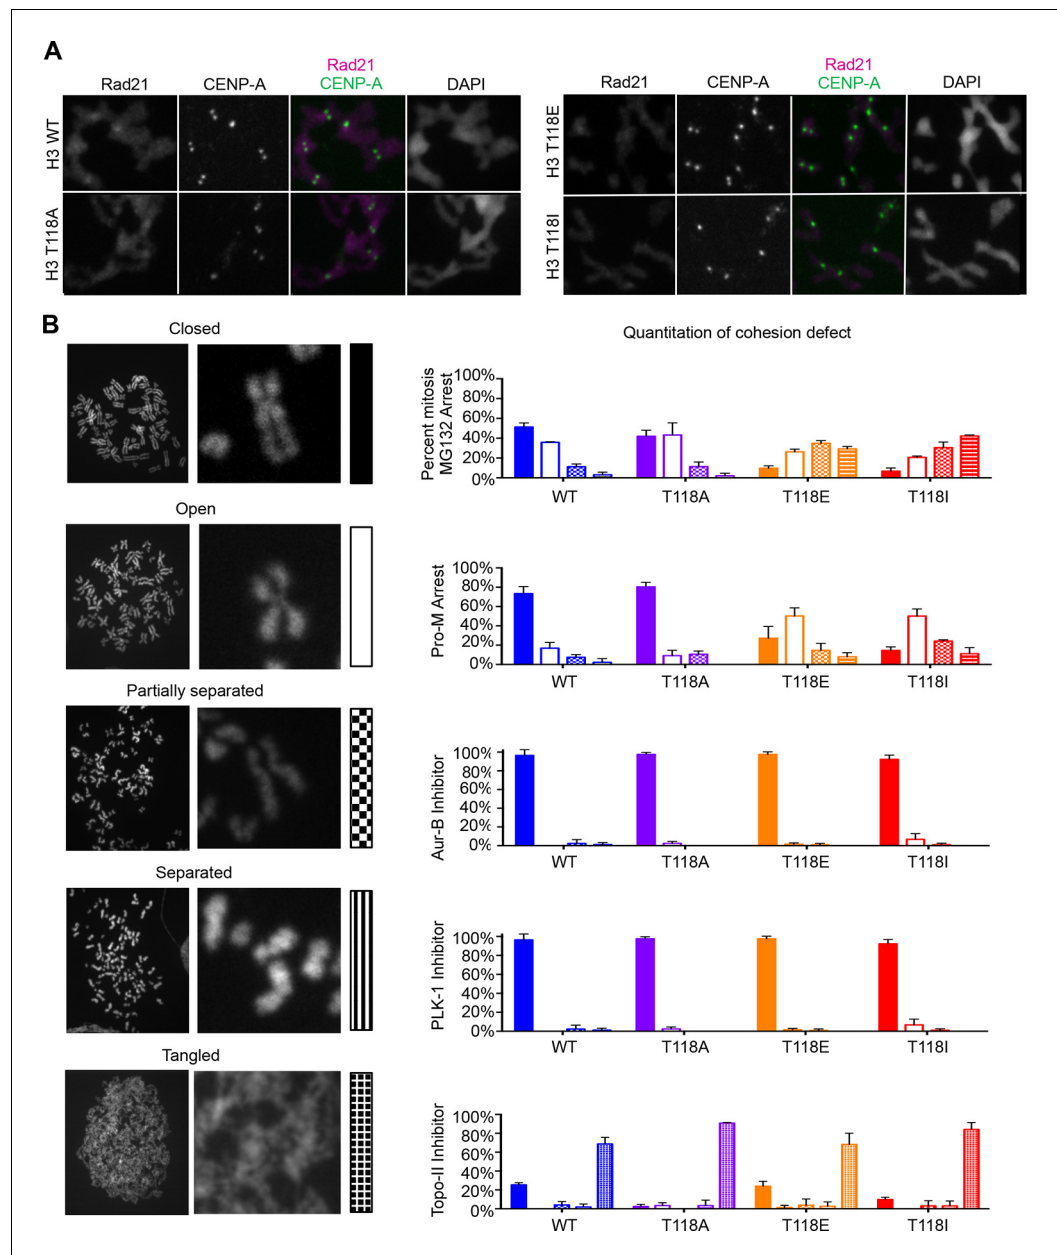 A
Rad21
CENP-A
Rad21
CENP-A
DAPI
H3 WT
H3 T118A
Rad21
CENP-A
Rad21
CENP-A
DAPI
H3 T118E
H3 T118I
B
Closed
Open
Partially separated
Separated
Tangled
Quantitation of cohesion defect
Percent mitosis
MG132 Arrest
100%
80%
60%
40%
20%
0%
WT
T118A
T118E
T118I
Pro-M Arrest
100%
80%
60%
40%
20%
0%
WT
T118A
T118E
T118I
Aur-B Inhibitor
100%
80%
60%
40%
20%
0%
WT
T118A
T118E
T118I
PLK-1 Inhibitor
100%
80%
60%
40%
20%
0%
WT
T118A
T118E
T118I
Topo-II Inhibitor
100%
80%
60%
40%
20%
0%
WT
T118A
T118E
T118I